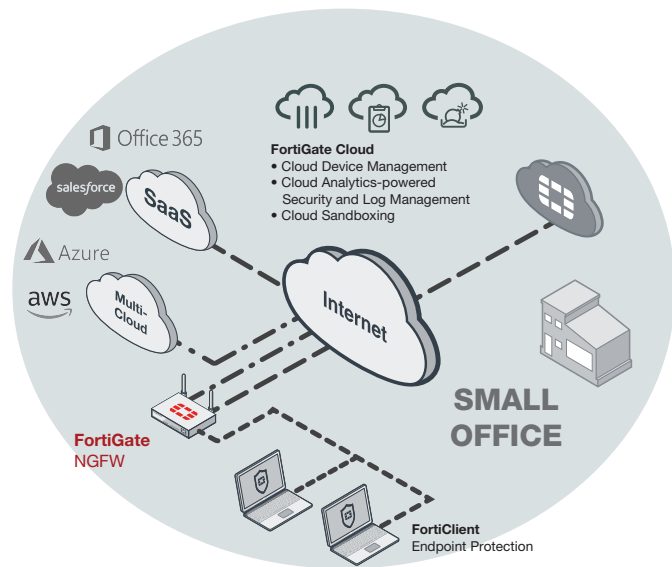 Office 365
salesforce
SaaS
Azure
aws
Multi-
Cloud
FortiGate Cloud
• Cloud Device Management
• Cloud Analytics-powered
Security and Log Management
• Cloud Sandboxing
Internet
SMALL
OFFICE
FortiGate
NGFW
FortiClient
Endpoint Protection